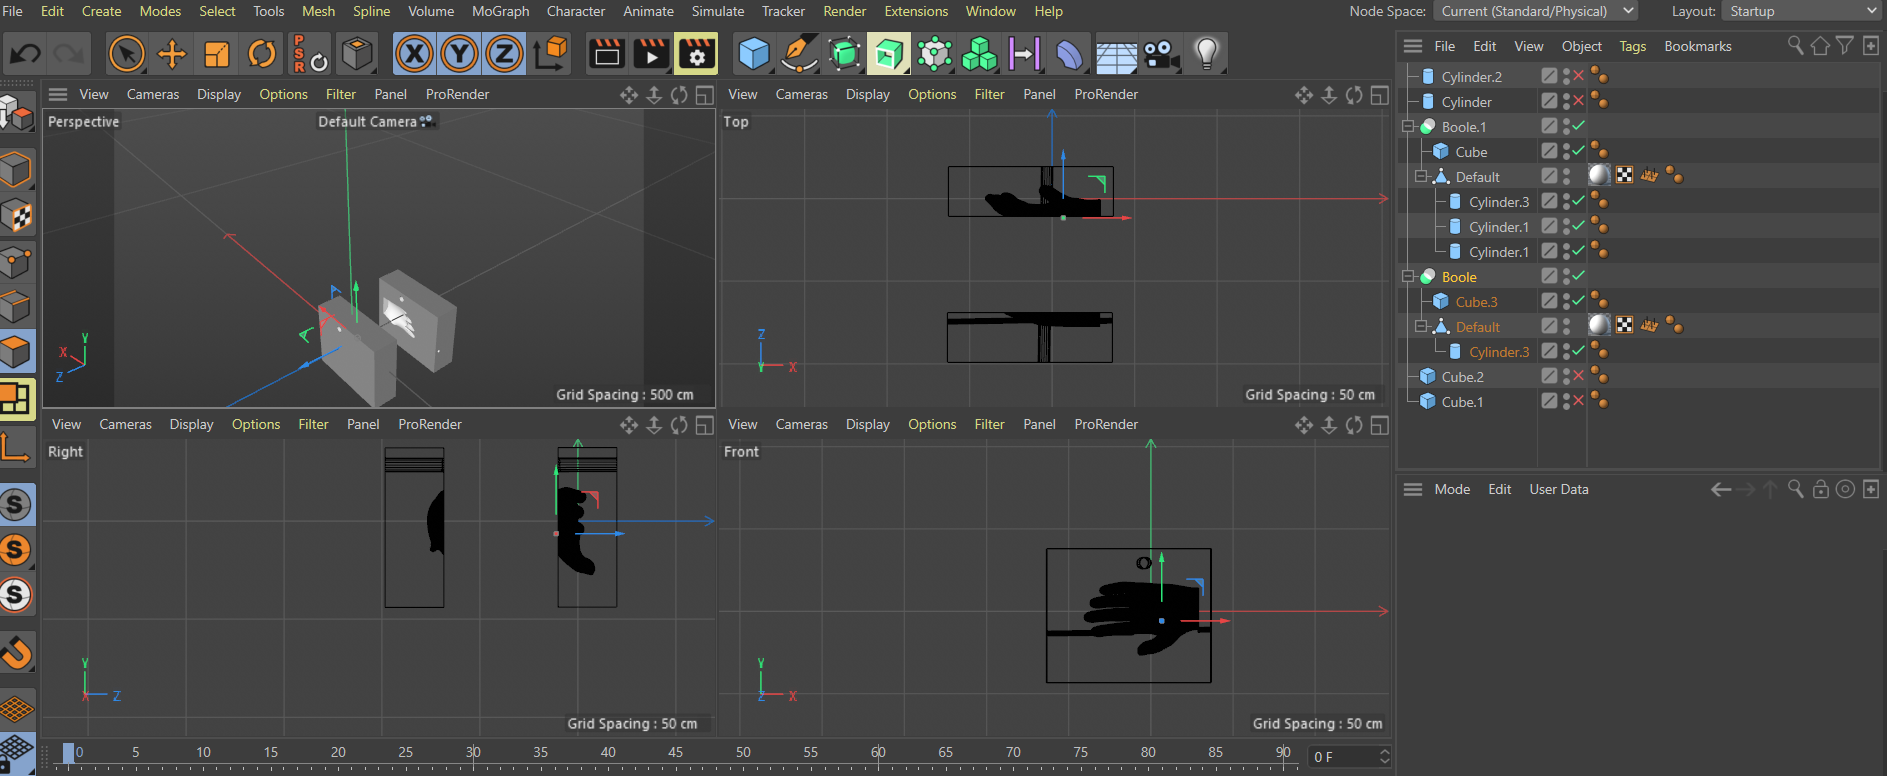 File Edit Create Modes Select Tools Mesh Spline Volume MoGraph Character Animate Simulate Tracker Render Extensions Window Help Node Space: Current (Standard/Physical) Layout: Startup
P
S
R
X Y Z
File Edit View Object Tags Bookmarks
View Cameras Display Options Filter Panel ProRender
View Cameras Display Options Filter Panel ProRender
Perspective
Default Camera
Top
Cylinder.2
Cylinder
Boole.1
Cube
Default
Cylinder.3
Cylinder.1
Cylinder.1
Boole
Cube.3
Default
Cylinder.3
Cube.2
Cube.1
Y
X
Z
Grid Spacing : 500 cm
Z
Y X
Grid Spacing : 50 cm
View Cameras Display Options Filter Panel ProRender
View Cameras Display Options Filter Panel ProRender
Right
Front
Mode Edit User Data
S
S
S
Y
X Z
Grid Spacing : 50 cm
Y
Z X
Grid Spacing : 50 cm
0 5 10 15 20 25 30 35 40 45 50 55 60 65 70 75 80 85 90 0 F